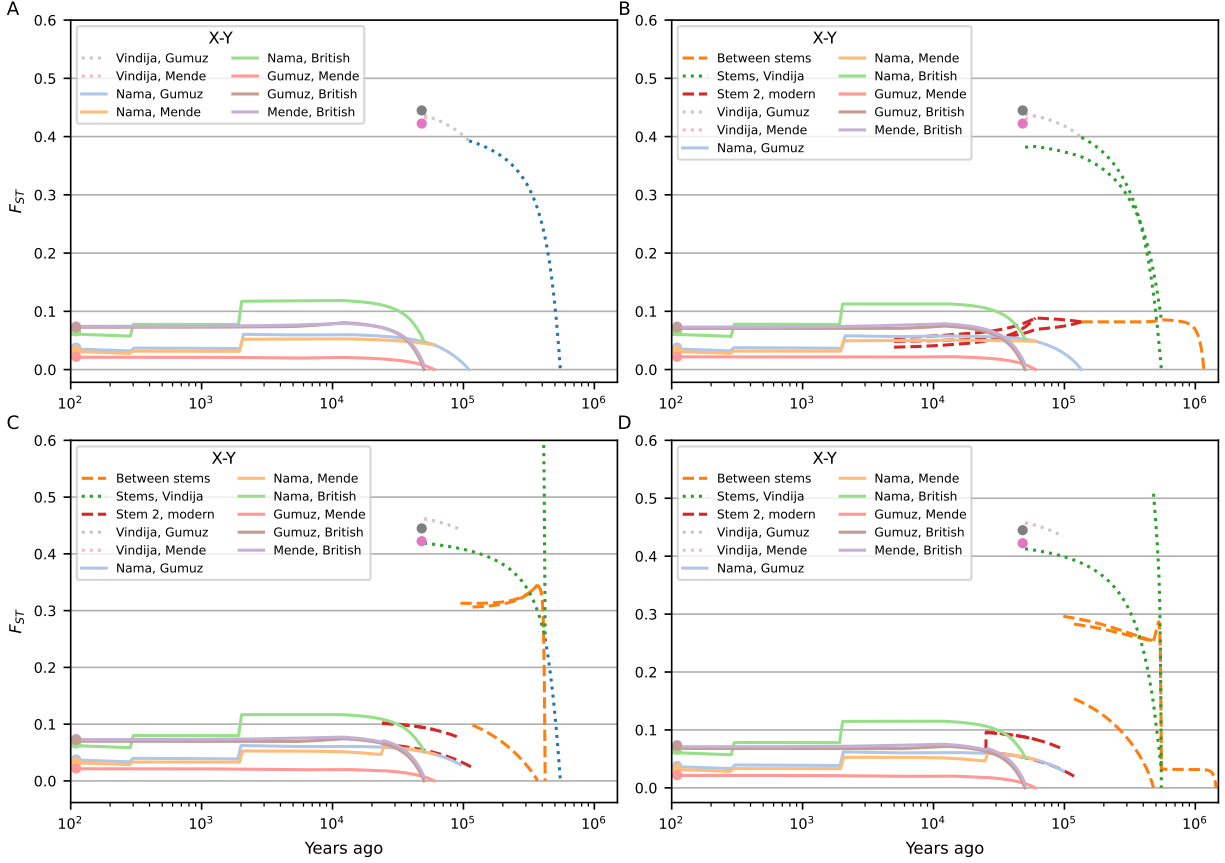 A
X-Y
Vindija, Gumuz
Vindija, Mende
Nama, Gumuz
Nama, Mende
Nama, British
Gumuz, Mende
Gumuz, British
Mende, British
0.6
0.5
0.4
0.3
0.2
0.1
0.0
F_ST
10^2
10^3
10^4
10^5
10^6
B
X-Y
Between stems
Stems, Vindija
Stem 2, modern
Vindija, Gumuz
Vindija, Mende
Nama, Gumuz
Nama, Mende
Nama, British
Gumuz, Mende
Gumuz, British
Mende, British
0.6
0.5
0.4
0.3
0.2
0.1
0.0
10^2
10^3
10^4
10^5
10^6
C
X-Y
Between stems
Stems, Vindija
Stem 2, modern
Vindija, Gumuz
Vindija, Mende
Nama, Gumuz
Nama, Mende
Nama, British
Gumuz, Mende
Gumuz, British
Mende, British
0.6
0.5
0.4
0.3
0.2
0.1
0.0
F_ST
10^2
10^3
10^4
10^5
10^6
Years ago
D
X-Y
Between stems
Stems, Vindija
Stem 2, modern
Vindija, Gumuz
Vindija, Mende
Nama, Gumuz
Nama, Mende
Nama, British
Gumuz, Mende
Gumuz, British
Mende, British
0.6
0.5
0.4
0.3
0.2
0.1
0.0
10^2
10^3
10^4
10^5
10^6
Years ago